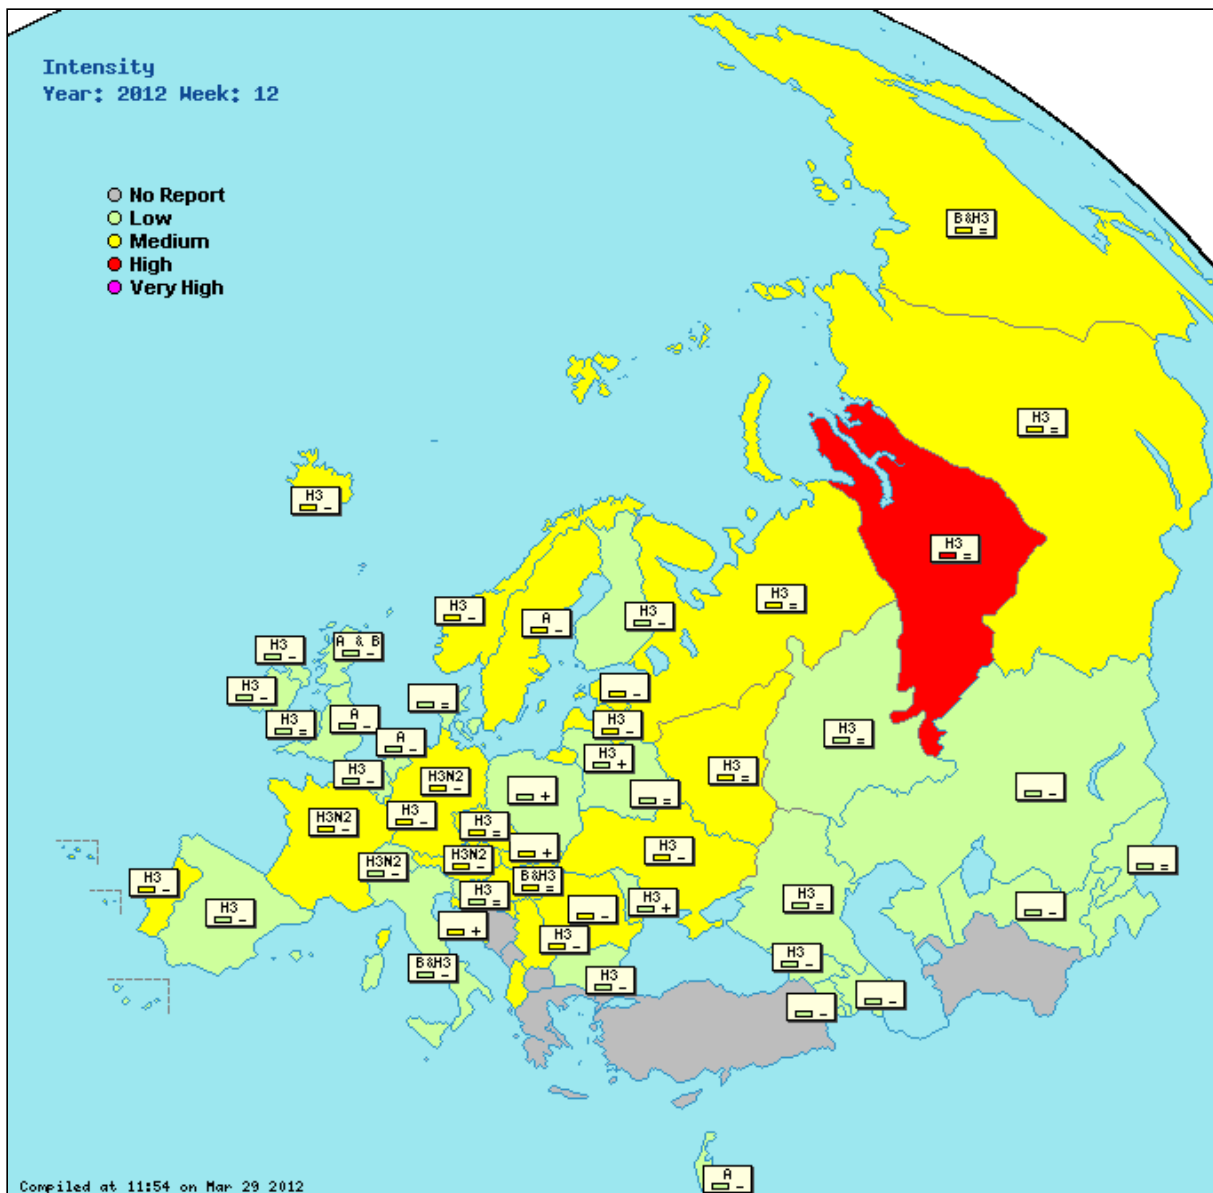 Intensity
Year: 2012 Week: 12
No Report
Low
Medium
High
Very High
B &H3
=
H3
=
H3
-
H3
=
H3
=
H3
-
A
-
H3
-
A & B
-
H3
-
H3
-
=
-
H3
=
A
-
H3
-
A
-
H3
=
H3
+
H3
-
H3N2
-
H3
=
+
=
-
H3
-
H3N2
-
H3
=
+
H3
-
H3N2
-
H3N2
-
=
H3
-
B &H3
=
H3
=
H3
-
-
H3
+
H3
=
-
+
H3
-
B &H3
-
H3
-
H3
-
-
-
A
-
Compiled at 11:54 on Mar 29 2012